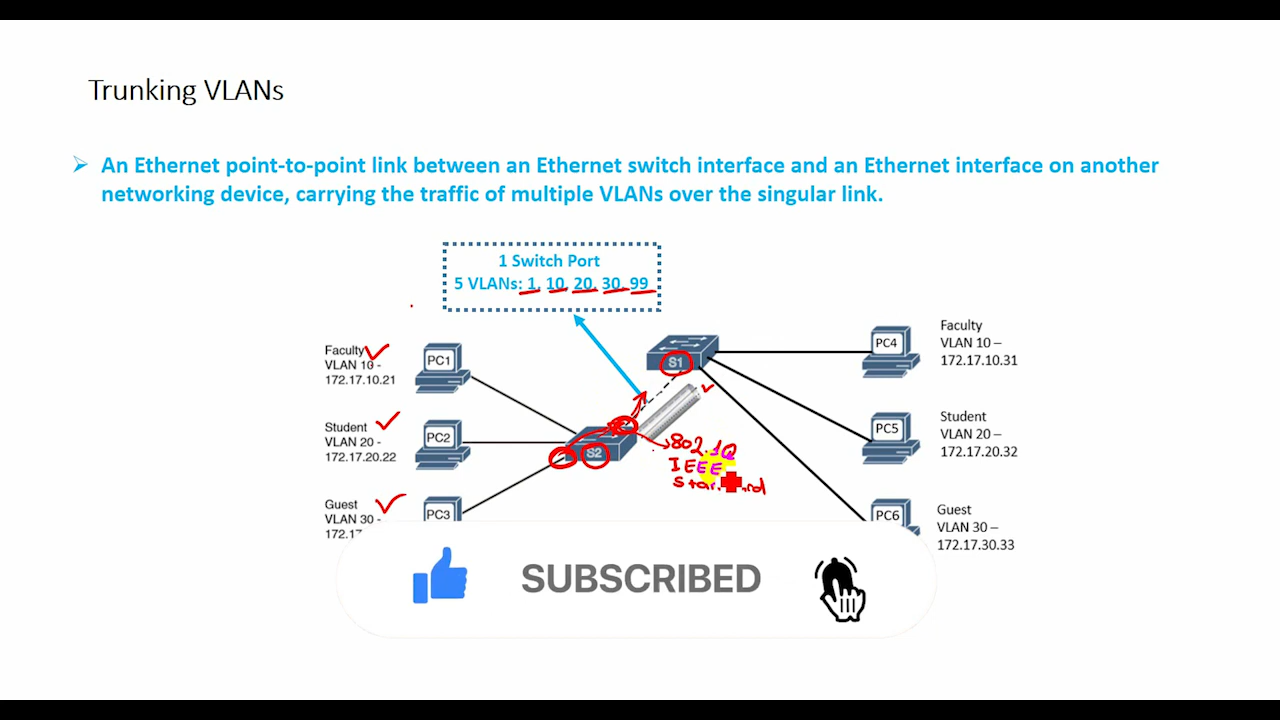 Trunking VLANs
An Ethernet point-to-point link between an Ethernet switch interface and an Ethernet interface on another
networking device, carrying the traffic of multiple VLANs over the singular link.
1 Switch Port
5 VLANs: 1, 10, 20, 30, 99
Faculty
VLAN 10 -
172.17.10.21
PC1
Student
VLAN 20 -
172.17.20.22
PC2
Guest
VLAN 30 -
172.17
PC3
S1
S2
802.1Q
IEEE
PC4
Faculty
VLAN 10 –
172.17.10.31
PC5
Student
VLAN 20 –
172.17.20.32
PC6
Guest
VLAN 30 –
172.17.30.33
SUBSCRIBED